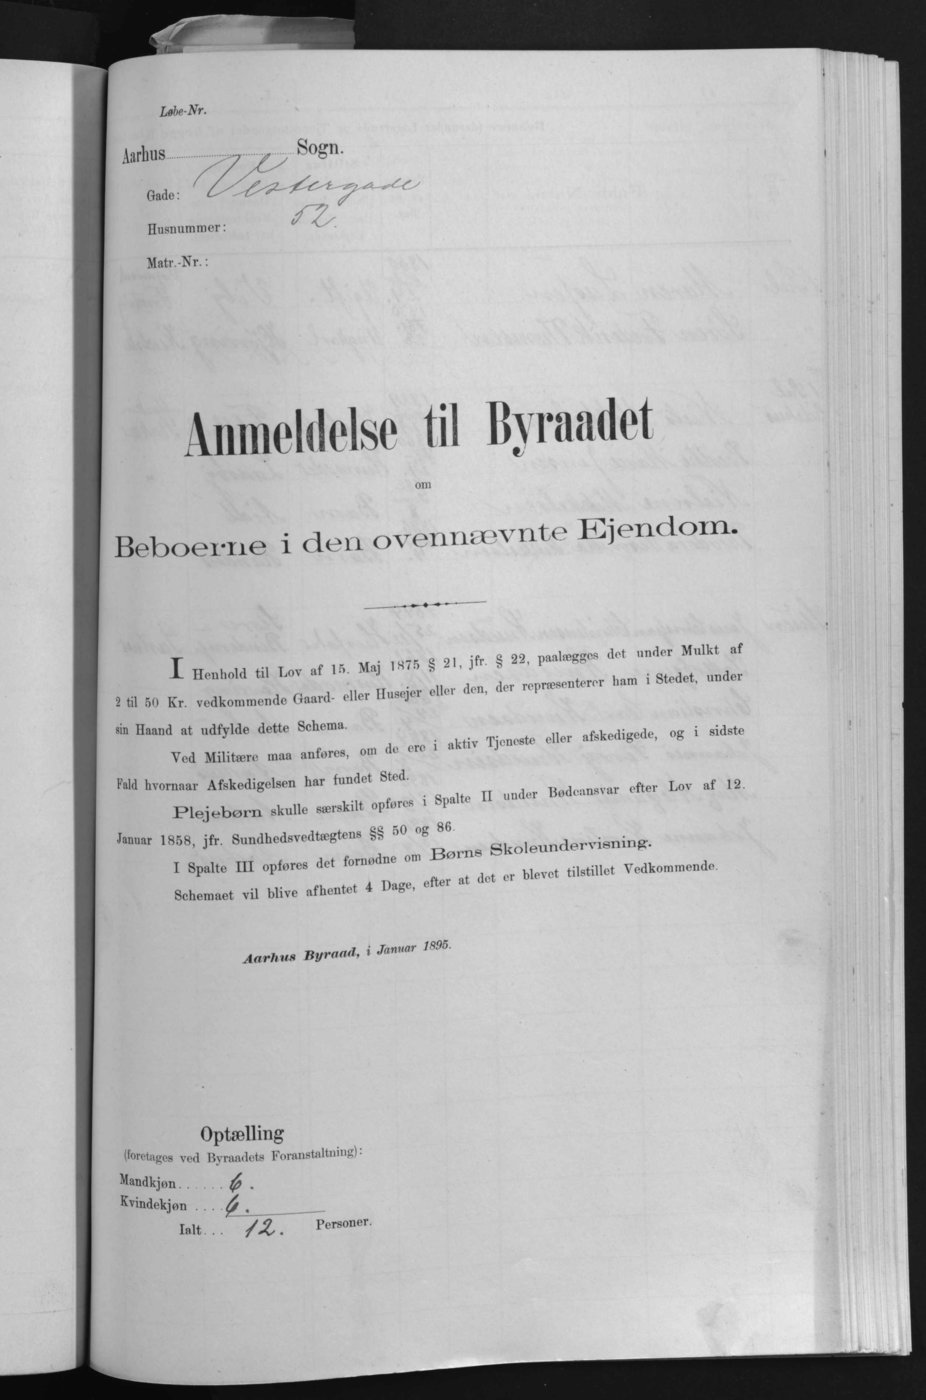 Løbe-Nr.
Aarhus Sogn.
Gade: Vestergade
Husnummer: 52.
Matr.-Nr.:
Anmeldelse til Byraadet
om
Beboerne i den ovennævnte Ejendom.
I Henhold til Lov af 15. Maj 1875 § 21, jfr. § 22, paalægges det under Mulkt af
2 til 50 Kr. vedkommende Gaard- eller Husejer eller den, der repræsenterer ham i Stedet, under
sin Haand at udfylde dette Schema.
Ved Militære maa anføres, om de ere i aktiv Tjeneste eller afskedigede, og i sidste
Fald hvornaar Afskedigelsen har fundet Sted.
Plejebørn skulle særskilt opføres i Spalte II under Bødeansvar efter Lov af 12.
Januar 1858, jfr. Sundhedsvedtægtens §§ 50 og 86.
I Spalte III opføres det fornødne om Børns Skoleundervisning.
Schemaet vil blive afhentet 4 Dage, efter at det er blevet tilstillet Vedkommende.
Aarhus Byraad, i Januar 1895.
Optælling
(foretages ved Byraadets Foranstaltning):
Mandkjøn...... 6.
Kvindekjøn .... 6.
Ialt... 12. Personer.